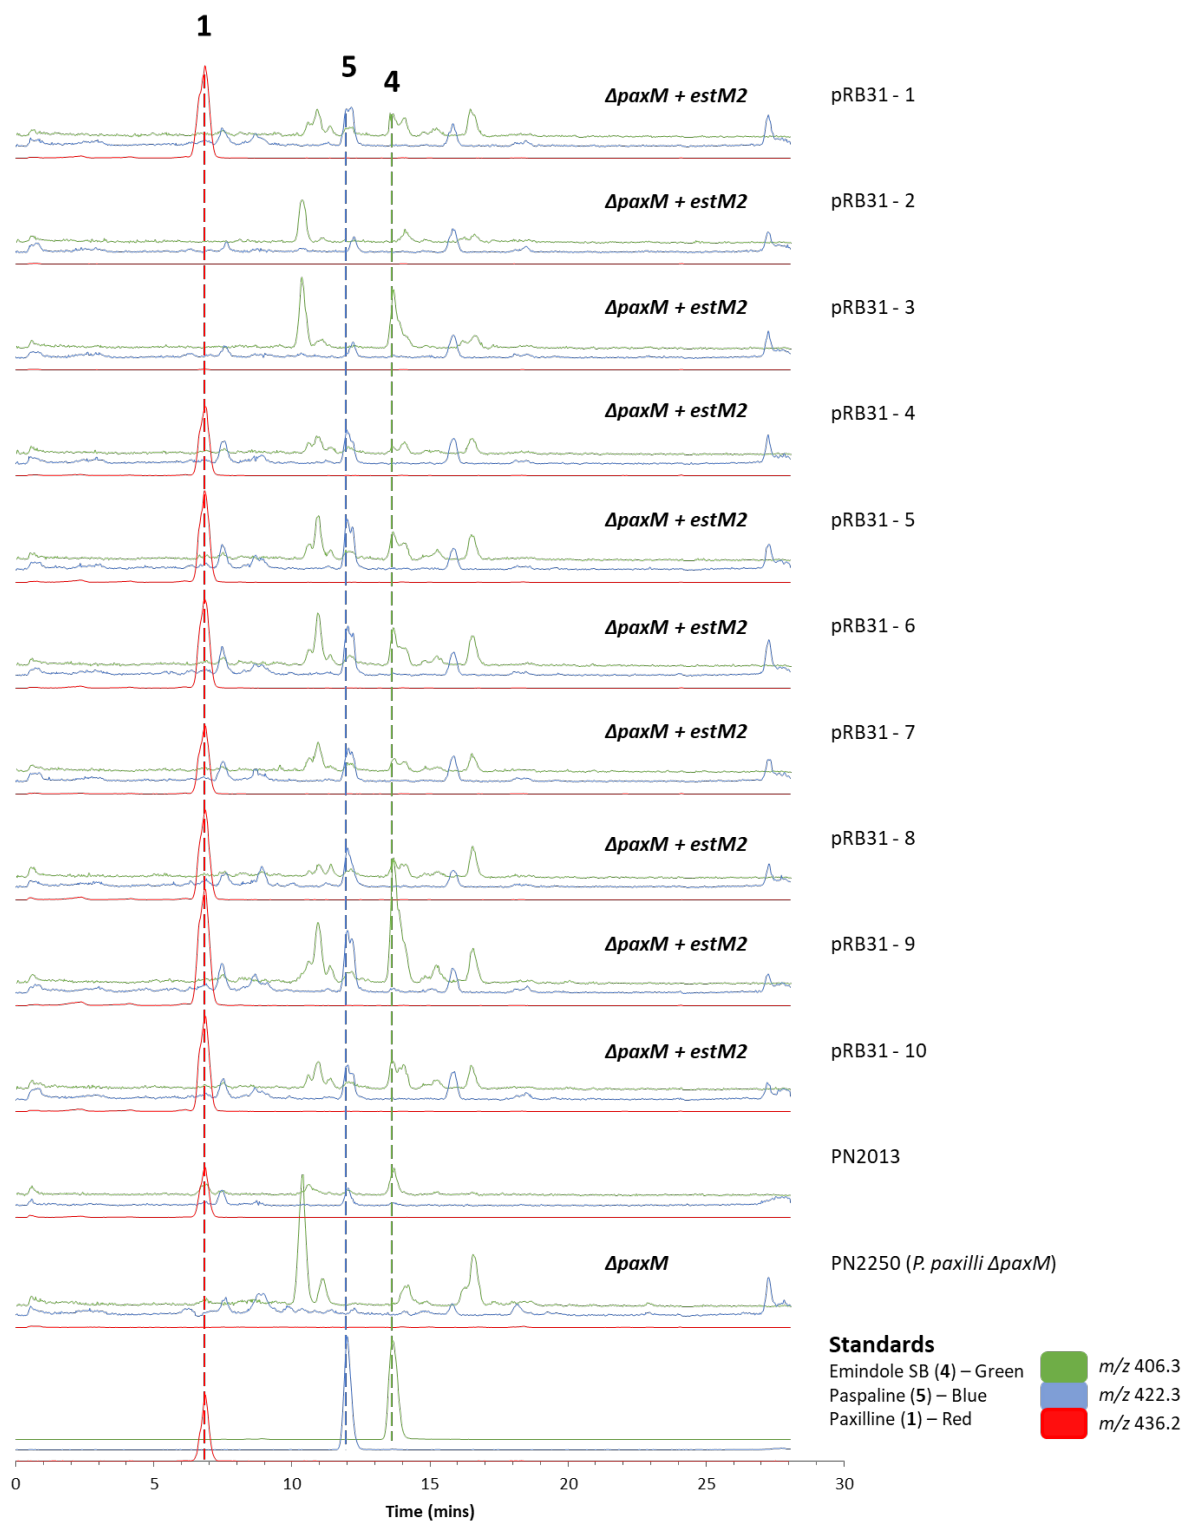 1
5
4
ΔpaxM + estM2 pRB31 - 1
ΔpaxM + estM2 pRB31 - 2
ΔpaxM + estM2 pRB31 - 3
ΔpaxM + estM2 pRB31 - 4
ΔpaxM + estM2 pRB31 - 5
ΔpaxM + estM2 pRB31 - 6
ΔpaxM + estM2 pRB31 - 7
ΔpaxM + estM2 pRB31 - 8
ΔpaxM + estM2 pRB31 - 9
ΔpaxM + estM2 pRB31 - 10
PN2013
ΔpaxM PN2250 (P. paxilli ΔpaxM)
Standards
Emindole SB (4) – Green m/z 406.3
Paspaline (5) – Blue m/z 422.3
Paxilline (1) – Red m/z 436.2
0 5 10 15 20 25 30
Time (mins)